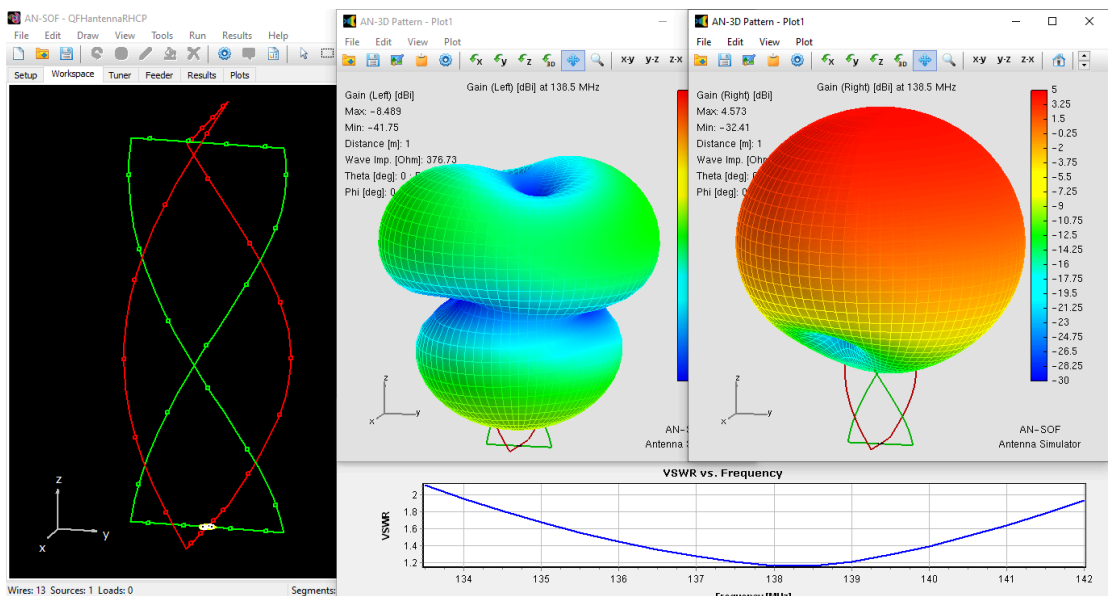 AN-SOF - QFHantennaRHCP
File Edit Draw View Tools Run Results Help
Setup Workspace Tuner Feeder Results Plots
z
x y
Wires: 13 Sources: 1 Loads: 0 Segments:
AN-3D Pattern - Plot1
File Edit View Plot
X y z 3D x-y y-z z-x
Gain (Left) [dBi] at 138.5 MHz
Gain (Left) [dBi]
Max: -8.489
Min: -41.75
Distance [m]: 1
Wave Imp. [Ohm]: 376.73
Theta [deg]: 0
Phi [deg]: 0
z
x y
AN-S
Antenna
AN-3D Pattern - Plot1
File Edit View Plot
X y z 3D x-y y-z z-x
Gain (Right) [dBi] at 138.5 MHz
Gain (Right) [dBi]
Max: 4.573
Min: -32.41
Distance [m]: 1
Wave Imp. [Ohm]
Theta [deg]: 0
Phi [deg]: 0
5
3.25
1.5
-0.25
-2
-3.75
-5.5
-7.25
-9
-10.75
-12.5
-14.25
-16
-17.75
-19.5
-21.25
-23
-24.75
-26.5
-28.25
-30
z
x y
AN-SOF
Antenna Simulator
VSWR vs. Frequency
VSWR
2
1.8
1.6
1.4
1.2
134 135 136 137 138 139 140 141 142
Frequency [MHz]